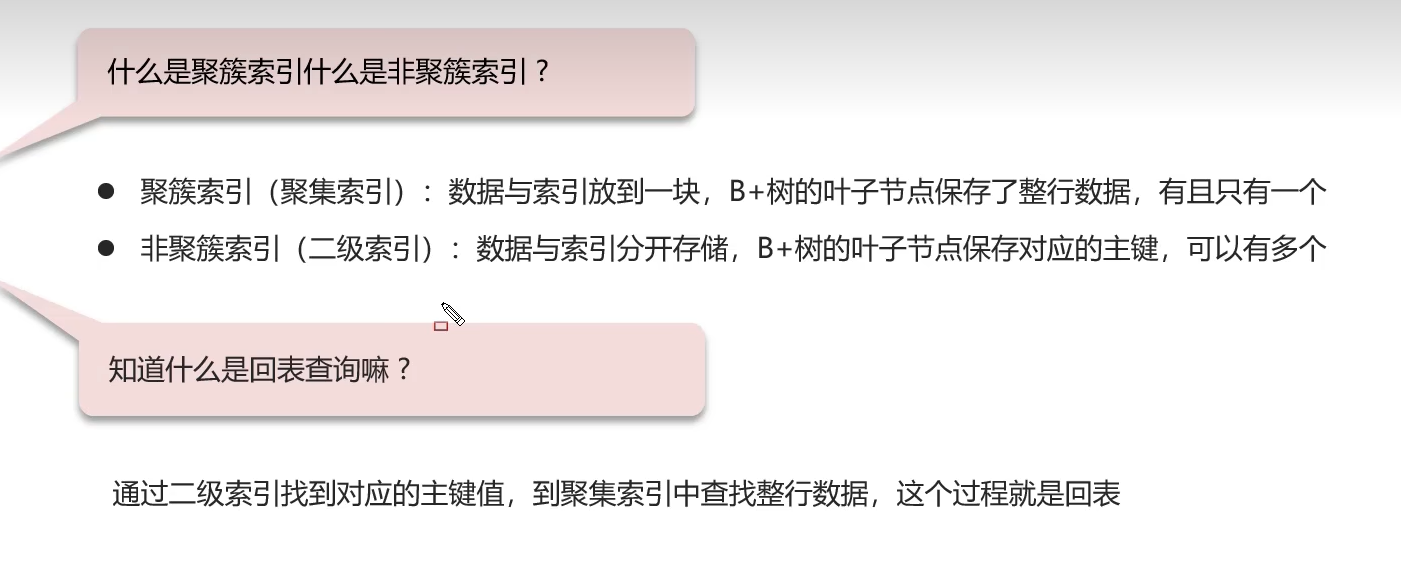 什么是聚簇索引什么是非聚簇索引？
● 聚簇索引（聚集索引）：数据与索引放到一块，B+树的叶子节点保存了整行数据，有且只有一个
● 非聚簇索引（二级索引）：数据与索引分开存储，B+树的叶子节点保存对应的主键，可以有多个
知道什么是回表查询嘛？
通过二级索引找到对应的主键值，到聚集索引中查找整行数据，这个过程就是回表